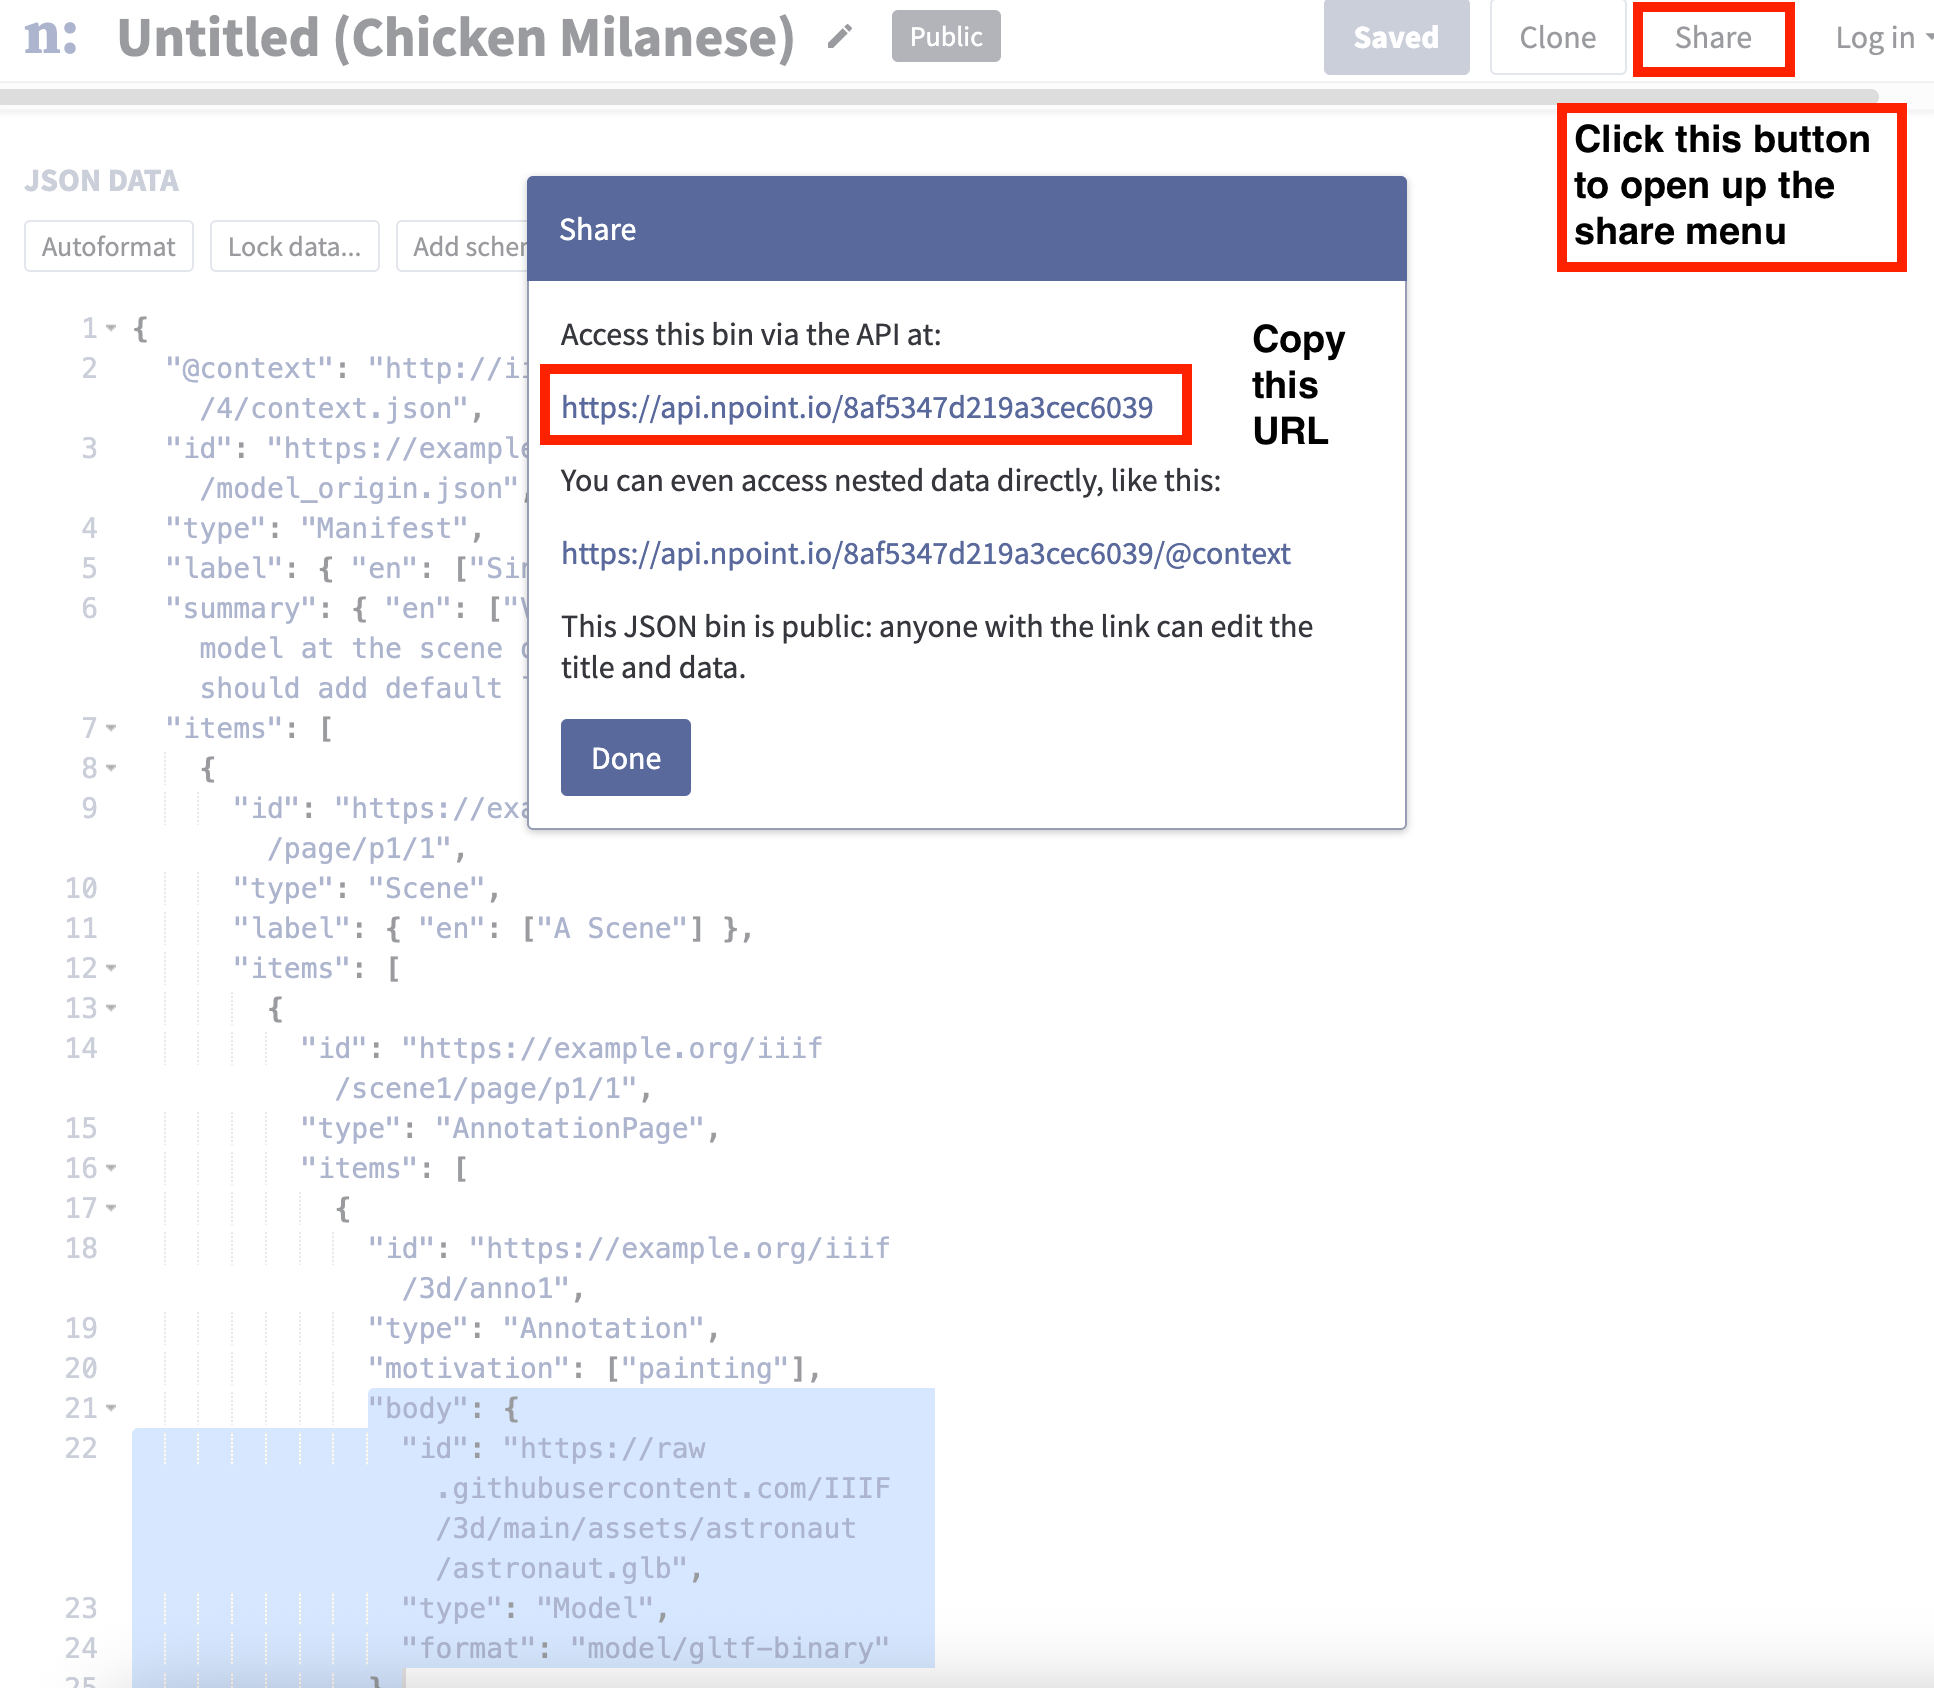 n: Untitled (Chicken Milanese) Public Saved Clone Share Log in
Click this button
to open up the
share menu
JSON DATA
Autoformat Lock data... Add scher
Share
Access this bin via the API at:
https://api.npoint.io/8af5347d219a3cec6039
Copy
this
URL
You can even access nested data directly, like this:
https://api.npoint.io/8af5347d219a3cec6039/@context
This JSON bin is public: anyone with the link can edit the
title and data.
Done
1 {
2 "@context": "http://ii
/4/context.json",
3 "id": "https://example
/model_origin.json",
4 "type": "Manifest",
5 "label": { "en": ["Sin
6 "summary": { "en": ["V
model at the scene
should add default
7 "items": [
8 {
9 "id": "https://exa
/page/p1/1",
10 "type": "Scene",
11 "label": { "en": ["A Scene"] },
12 "items": [
13 {
14 "id": "https://example.org/iiif
/scene1/page/p1/1",
15 "type": "AnnotationPage",
16 "items": [
17 {
18 "id": "https://example.org/iiif
/3d/anno1",
19 "type": "Annotation",
20 "motivation": ["painting"],
21 "body": {
22 "id": "https://raw
.githubusercontent.com/IIIF
/3d/main/assets/astronaut
/astronaut.glb",
23 "type": "Model",
24 "format": "model/gltf-binary"
25 }